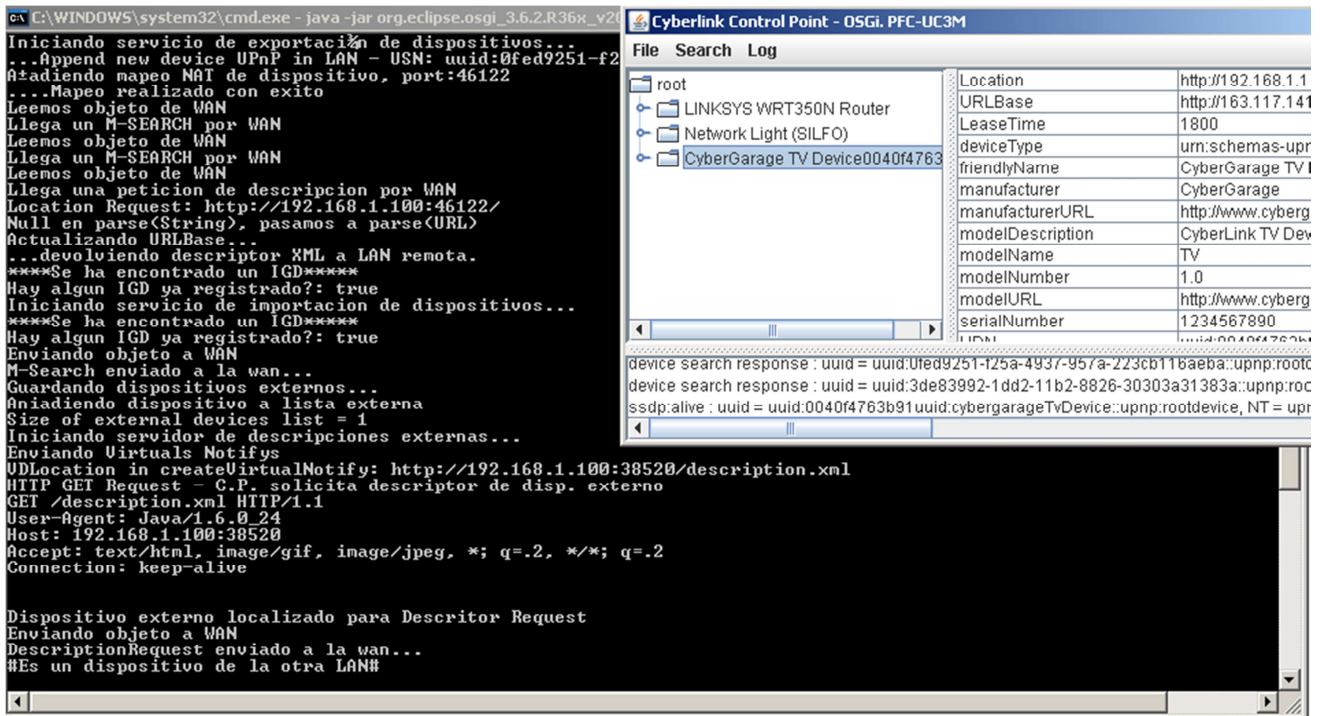 C:\WINDOWS\system32\cmd.exe - java -jar org.eclipse.osgi_3.6.2.R36x_v20
Iniciando servicio de exportaci¾n de dispositivos...
...Append new device UPnP in LAN - USN: uuid:0fed9251-f2
A±adiendo mapeo NAT de dispositivo, port:46122
....Mapeo realizado con exito
Leemos objeto de WAN
Llega un M-SEARCH por WAN
Leemos objeto de WAN
Llega un M-SEARCH por WAN
Leemos objeto de WAN
Llega una peticion de descripcion por WAN
Location Request: http://192.168.1.100:46122/
Null en parse(String), pasamos a parse(URL)
Actualizando URLBase...
...devolviendo descriptor XML a LAN remota.
****Se ha encontrado un IGD*****
Hay algun IGD ya registrado?: true
Iniciando servicio de importacion de dispositivos...
****Se ha encontrado un IGD*****
Hay algun IGD ya registrado?: true
Enviando objeto a WAN
M-Search enviado a la wan...
Guardando dispositivos externos...
Aniadiendo dispositivo a lista externa
Size of external devices list = 1
Iniciando servidor de descripciones externas...
Enviando Virtuals Notifys
VDLocation in createVirtualNotify: http://192.168.1.100:38520/description.xml
HTTP GET Request - C.P. solicita descriptor de disp. externo
GET /description.xml HTTP/1.1
User-Agent: Java/1.6.0_24
Host: 192.168.1.100:38520
Accept: text/html, image/gif, image/jpeg, *; q=.2, */*; q=.2
Connection: keep-alive
Dispositivo externo localizado para Descritor Request
Enviando objeto a WAN
DescriptionRequest enviado a la wan...
#Es un dispositivo de la otra LAN#
Cyberlink Control Point - OSGi. PFC-UC3M
File Search Log
root
LINKSYS WRT350N Router
Network Light (SILFO)
CyberGarage TV Device0040f4763
Location http://192.168.1.1
URLBase http://163.117.141
LeaseTime 1800
deviceType urn:schemas-upn
friendlyName CyberGarage TV
manufacturer CyberGarage
manufacturerURL http://www.cyberg
modelDescription CyberLink TV Dev
modelName TV
modelNumber 1.0
modelURL http://www.cyberg
serialNumber 1234567890
UDN uuid:0040f4763b
device search response : uuid = uuid:0fed9251-f25a-4937-957a-223cb116aeba::upnp:rootd
device search response : uuid = uuid:3de83992-1dd2-11b2-8826-30303a31383a::upnp:roo
ssdp:alive : uuid = uuid:0040f4763b91uuid:cybergarageTvDevice::upnp:rootdevice, NT = upn